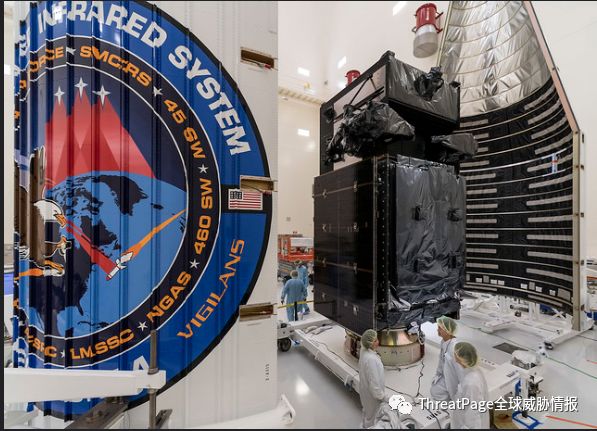 INFRARED SYSTEM
FORCE ★ SMC/RS ★ 45 SW ★ 460 SW ★ NGAS ★ LMSSC
VIGILANS
ThreatPage全球威胁情报